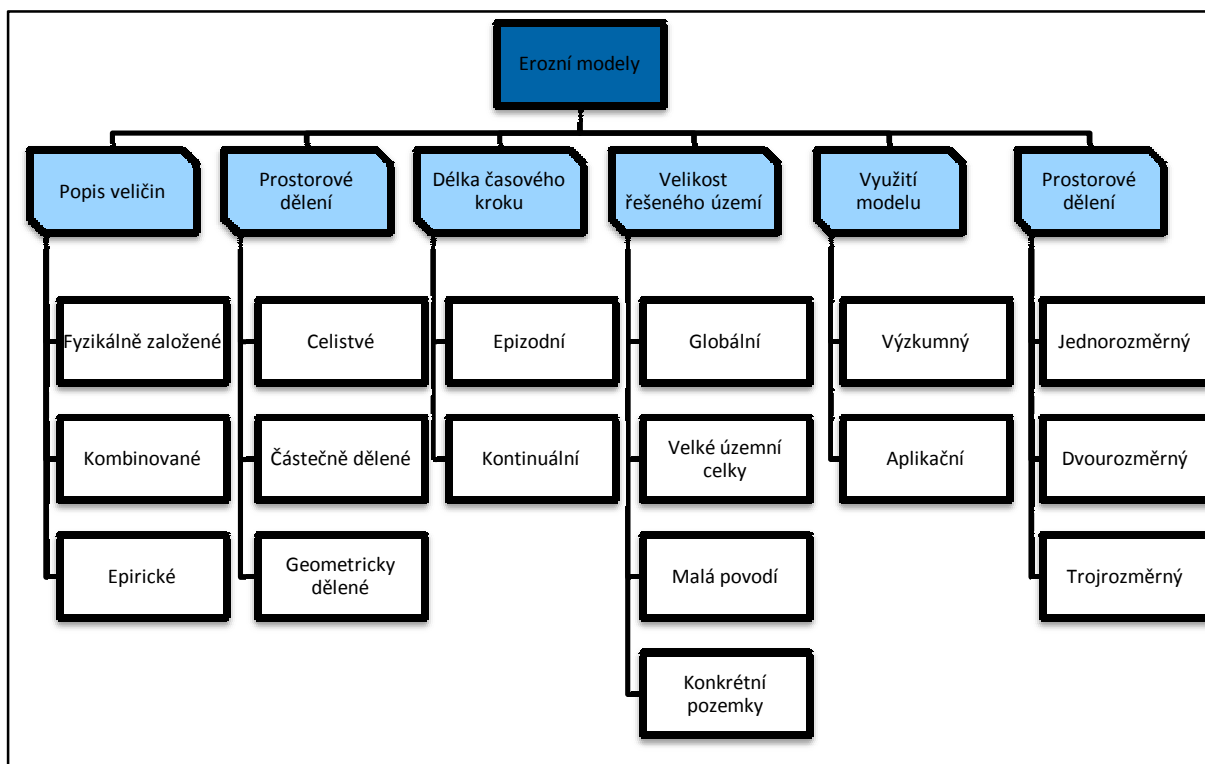 Erozní modely
Popis veličin
Prostorové
dělení
Délka časového
kroku
Velikost
řešeného území
Využití
modelu
Prostorové
dělení
Fyzikálně založené
Celistvé
Epizodní
Globální
Výzkumný
Jednorozměrný
Kombinované
Částečně dělené
Kontinuální
Velké územní
celky
Aplikační
Dvourozměrný
Epirické
Geometricky
dělené
Malá povodí
Trojrozměrný
Konkrétní
pozemky